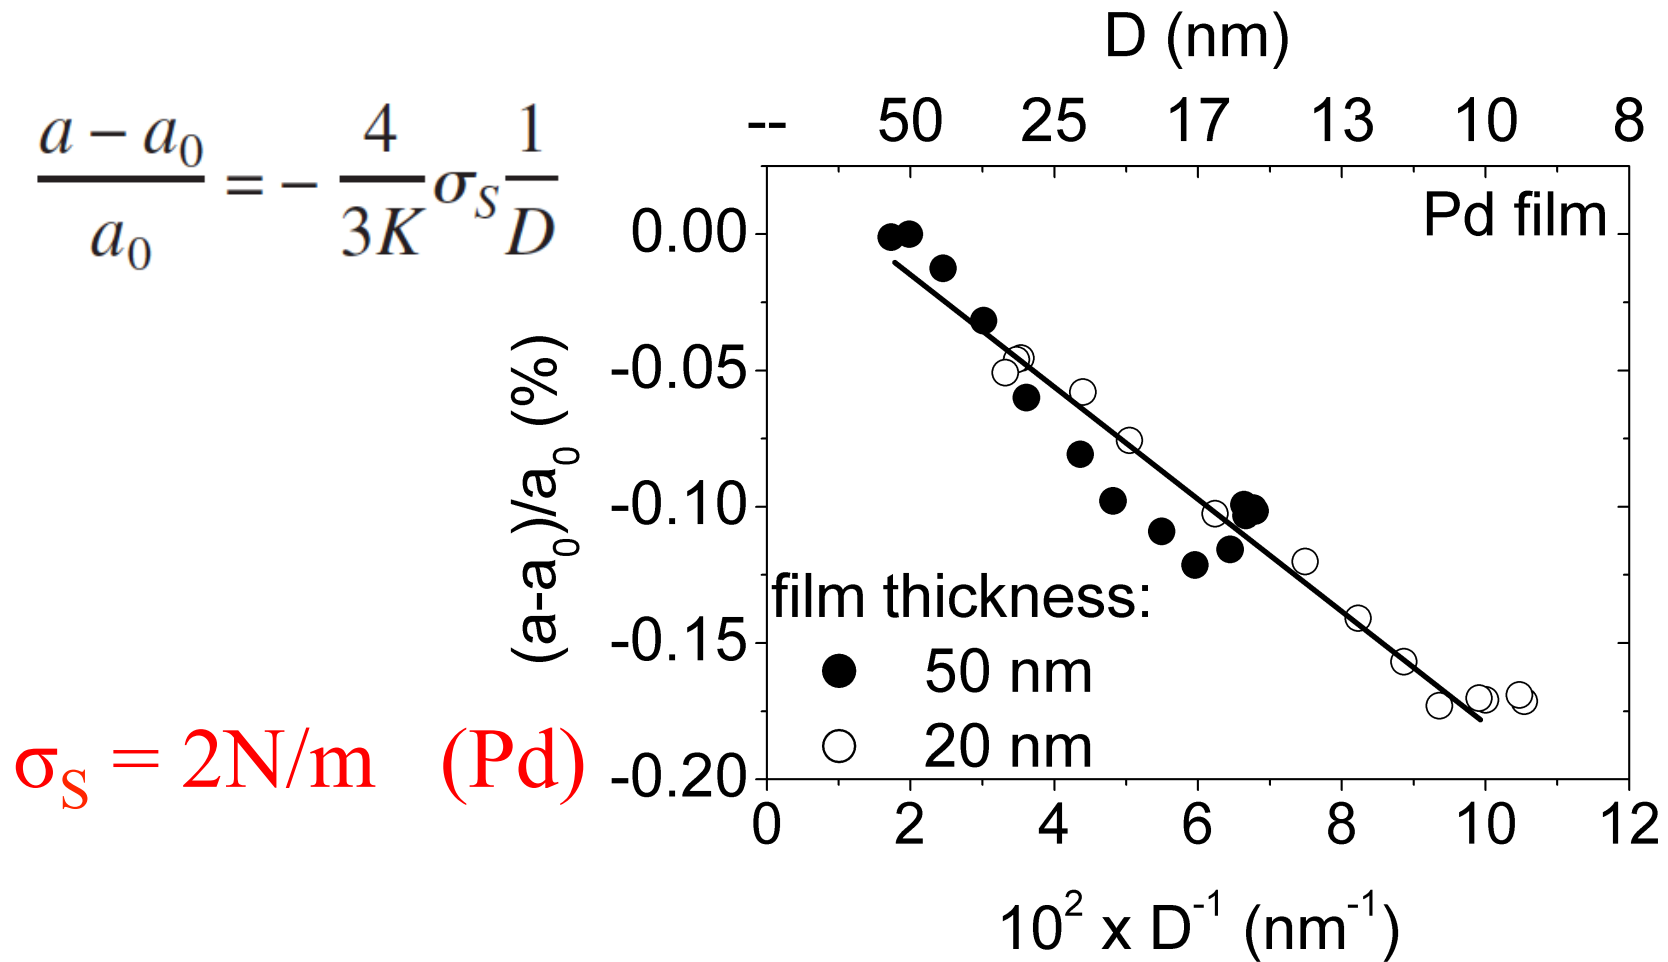 D (nm)
-- 50 25 17 13 10 8
a – a0 / a0 = – 4 / 3K σS 1 / D
Pd film
0.00
-0.05
-0.10
-0.15
-0.20
(a-a0)/a0 (%)
film thickness:
50 nm
20 nm
σS = 2N/m (Pd)
0 2 4 6 8 10 12
10² x D⁻¹ (nm⁻¹)